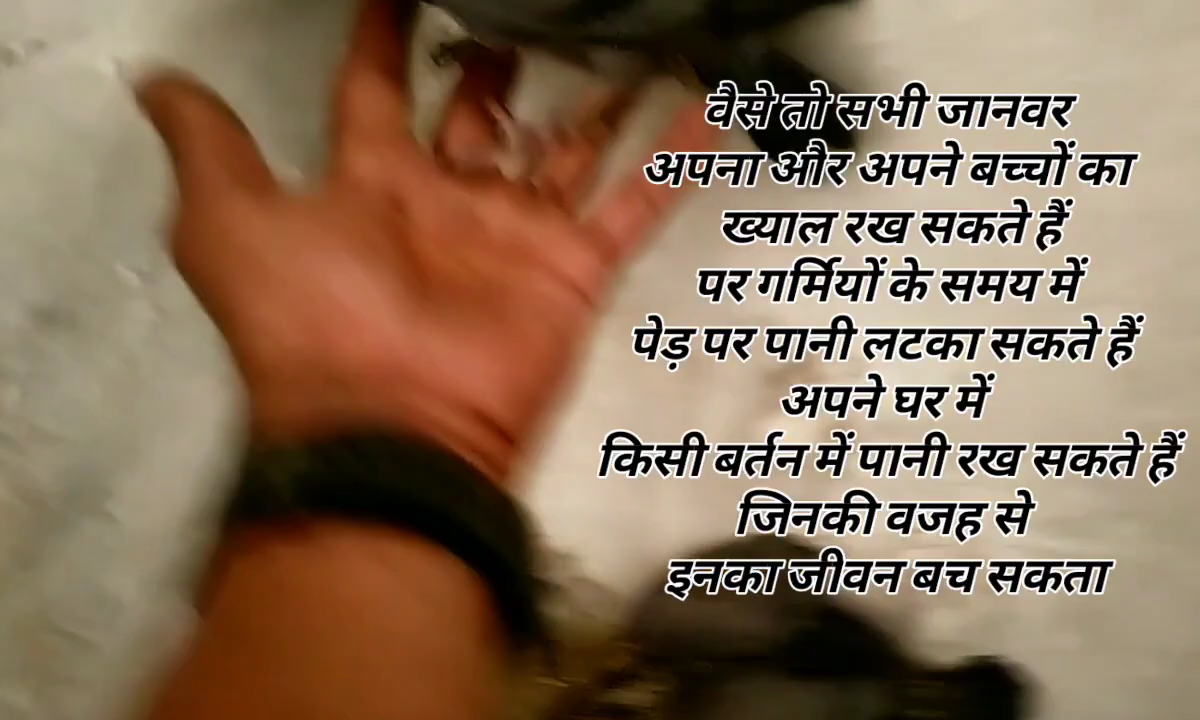 वैसे तो सभी जानवर
अपना और अपने बच्चों का
ख्याल रख सकते हैं
पर गर्मियों के समय में
पेड़ पर पानी लटका सकते हैं
अपने घर में
किसी बर्तन में पानी रख सकते हैं
जिनकी वजह से
इनका जीवन बच सकता